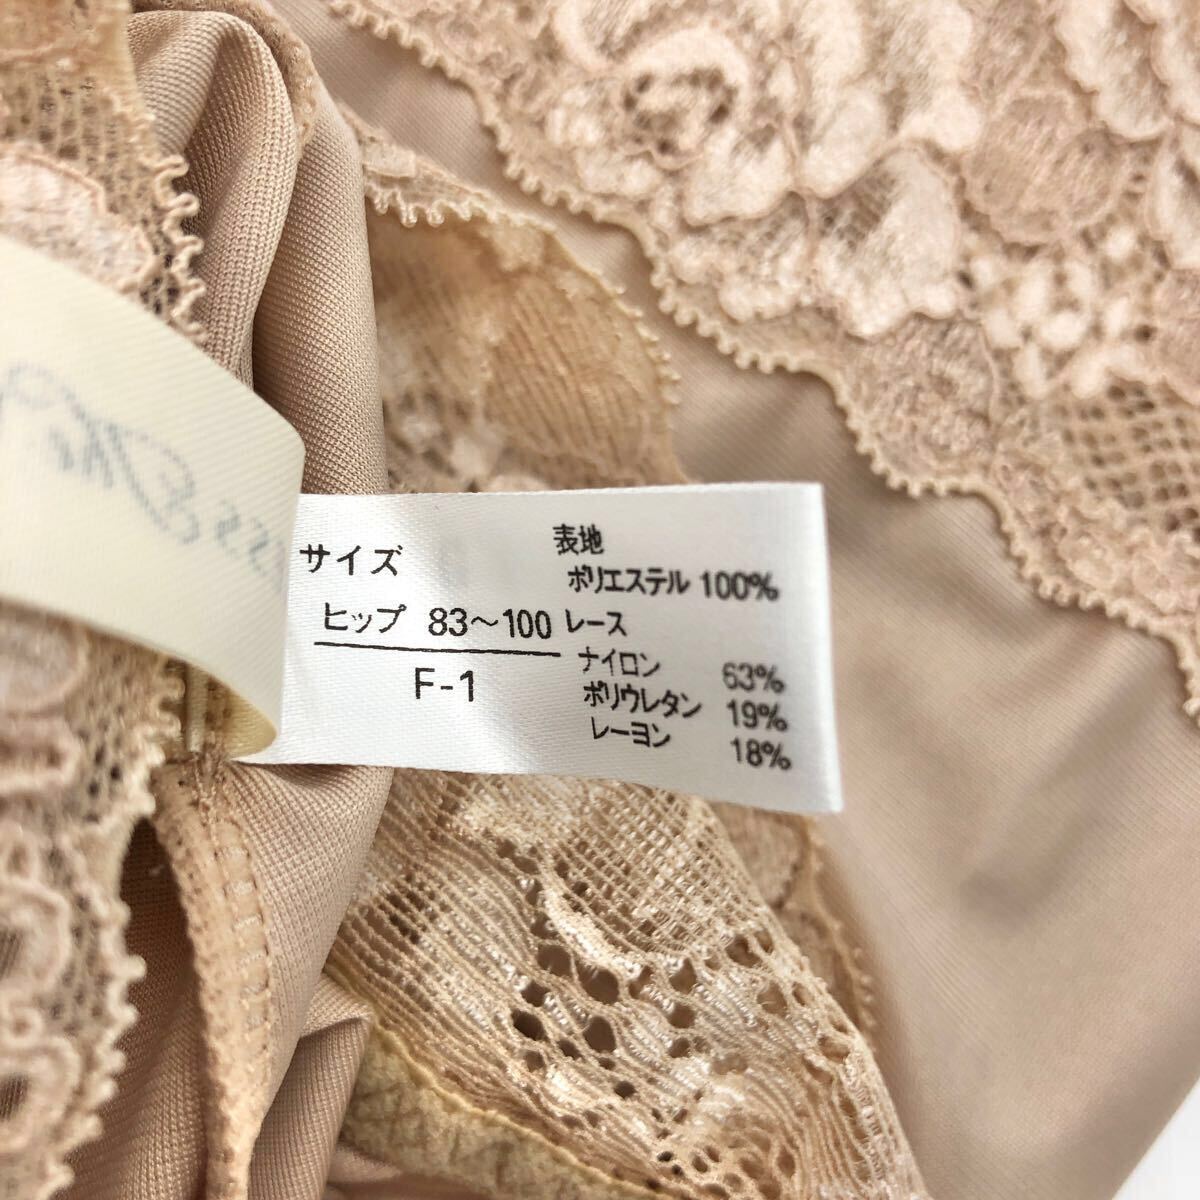 サイズ
ヒップ 83～100
F-1
表地
ポリエステル 100%
レース
ナイロン 63%
ポリウレタン 19%
レーヨン 18%